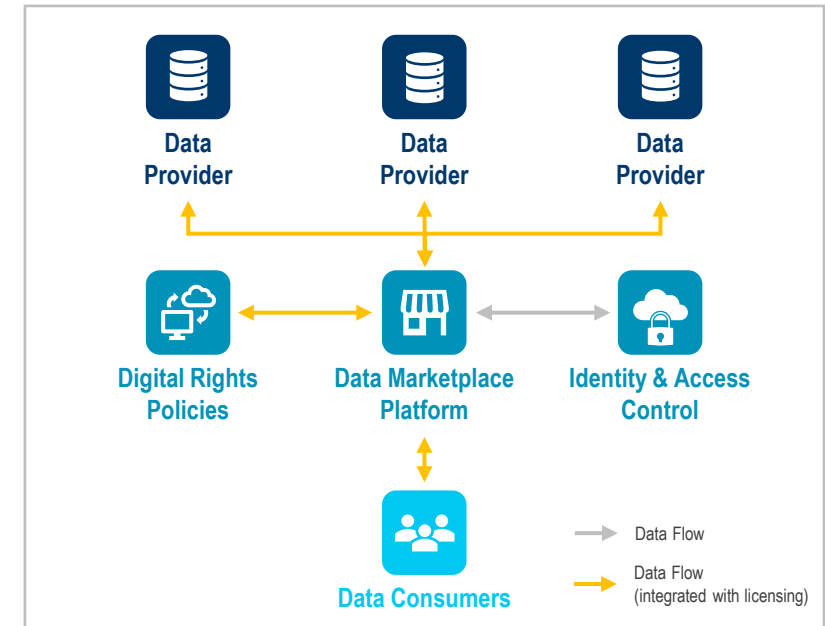 Data
Provider
Data
Provider
Data
Provider
Digital Rights
Policies
Data Marketplace
Platform
Identity & Access
Control
Data Consumers
Data Flow
Data Flow
(integrated with licensing)